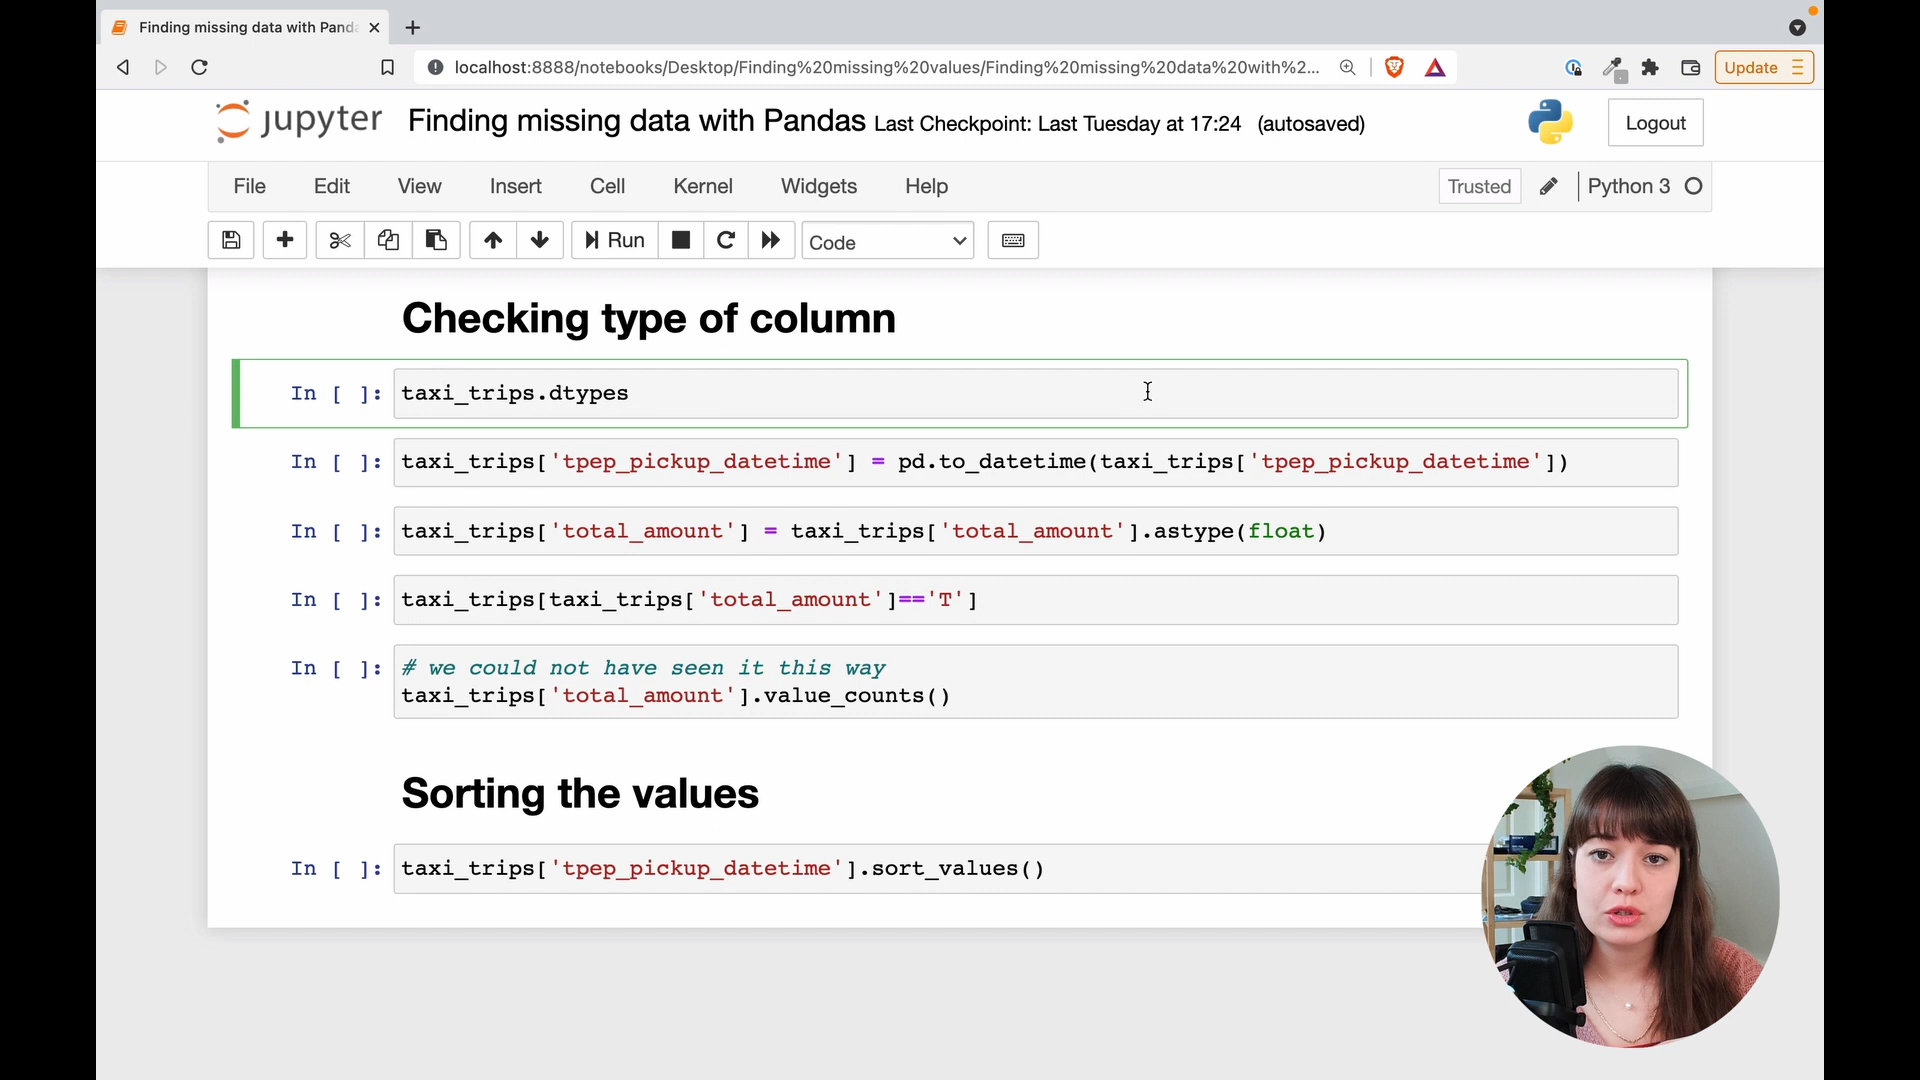 Finding missing data with Panda
localhost:8888/notebooks/Desktop/Finding%20missing%20values/Finding%20missing%20data%20with%2...
Update
jupyter Finding missing data with Pandas Last Checkpoint: Last Tuesday at 17:24 (autosaved)
Logout
File Edit View Insert Cell Kernel Widgets Help
Trusted Python 3
Run Code
Checking type of column
In [ ]: taxi_trips.dtypes
In [ ]: taxi_trips['tpep_pickup_datetime'] = pd.to_datetime(taxi_trips['tpep_pickup_datetime'])
In [ ]: taxi_trips['total_amount'] = taxi_trips['total_amount'].astype(float)
In [ ]: taxi_trips[taxi_trips['total_amount']=='T']
In [ ]: # we could not have seen it this way
taxi_trips['total_amount'].value_counts()
Sorting the values
In [ ]: taxi_trips['tpep_pickup_datetime'].sort_values()